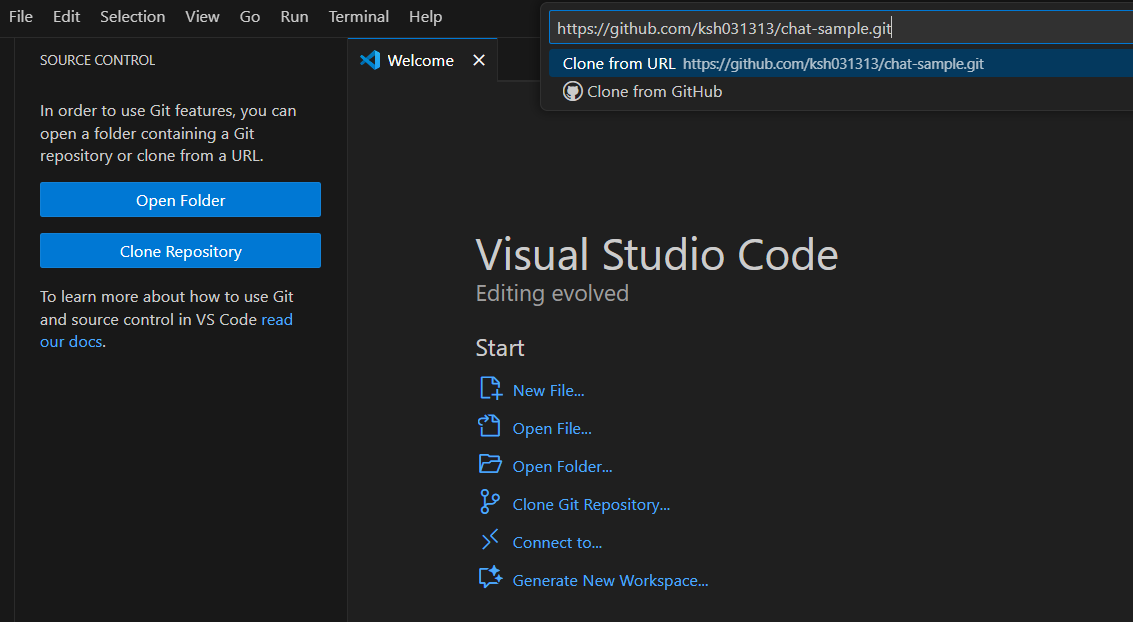 File Edit Selection View Go Run Terminal Help
https://github.com/ksh031313/chat-sample.git
Clone from URL https://github.com/ksh031313/chat-sample.git
Clone from GitHub
SOURCE CONTROL
In order to use Git features, you can
open a folder containing a Git
repository or clone from a URL.
Open Folder
Clone Repository
To learn more about how to use Git
and source control in VS Code read
our docs.
Welcome
Visual Studio Code
Editing evolved
Start
New File...
Open File...
Open Folder...
Clone Git Repository...
Connect to...
Generate New Workspace...